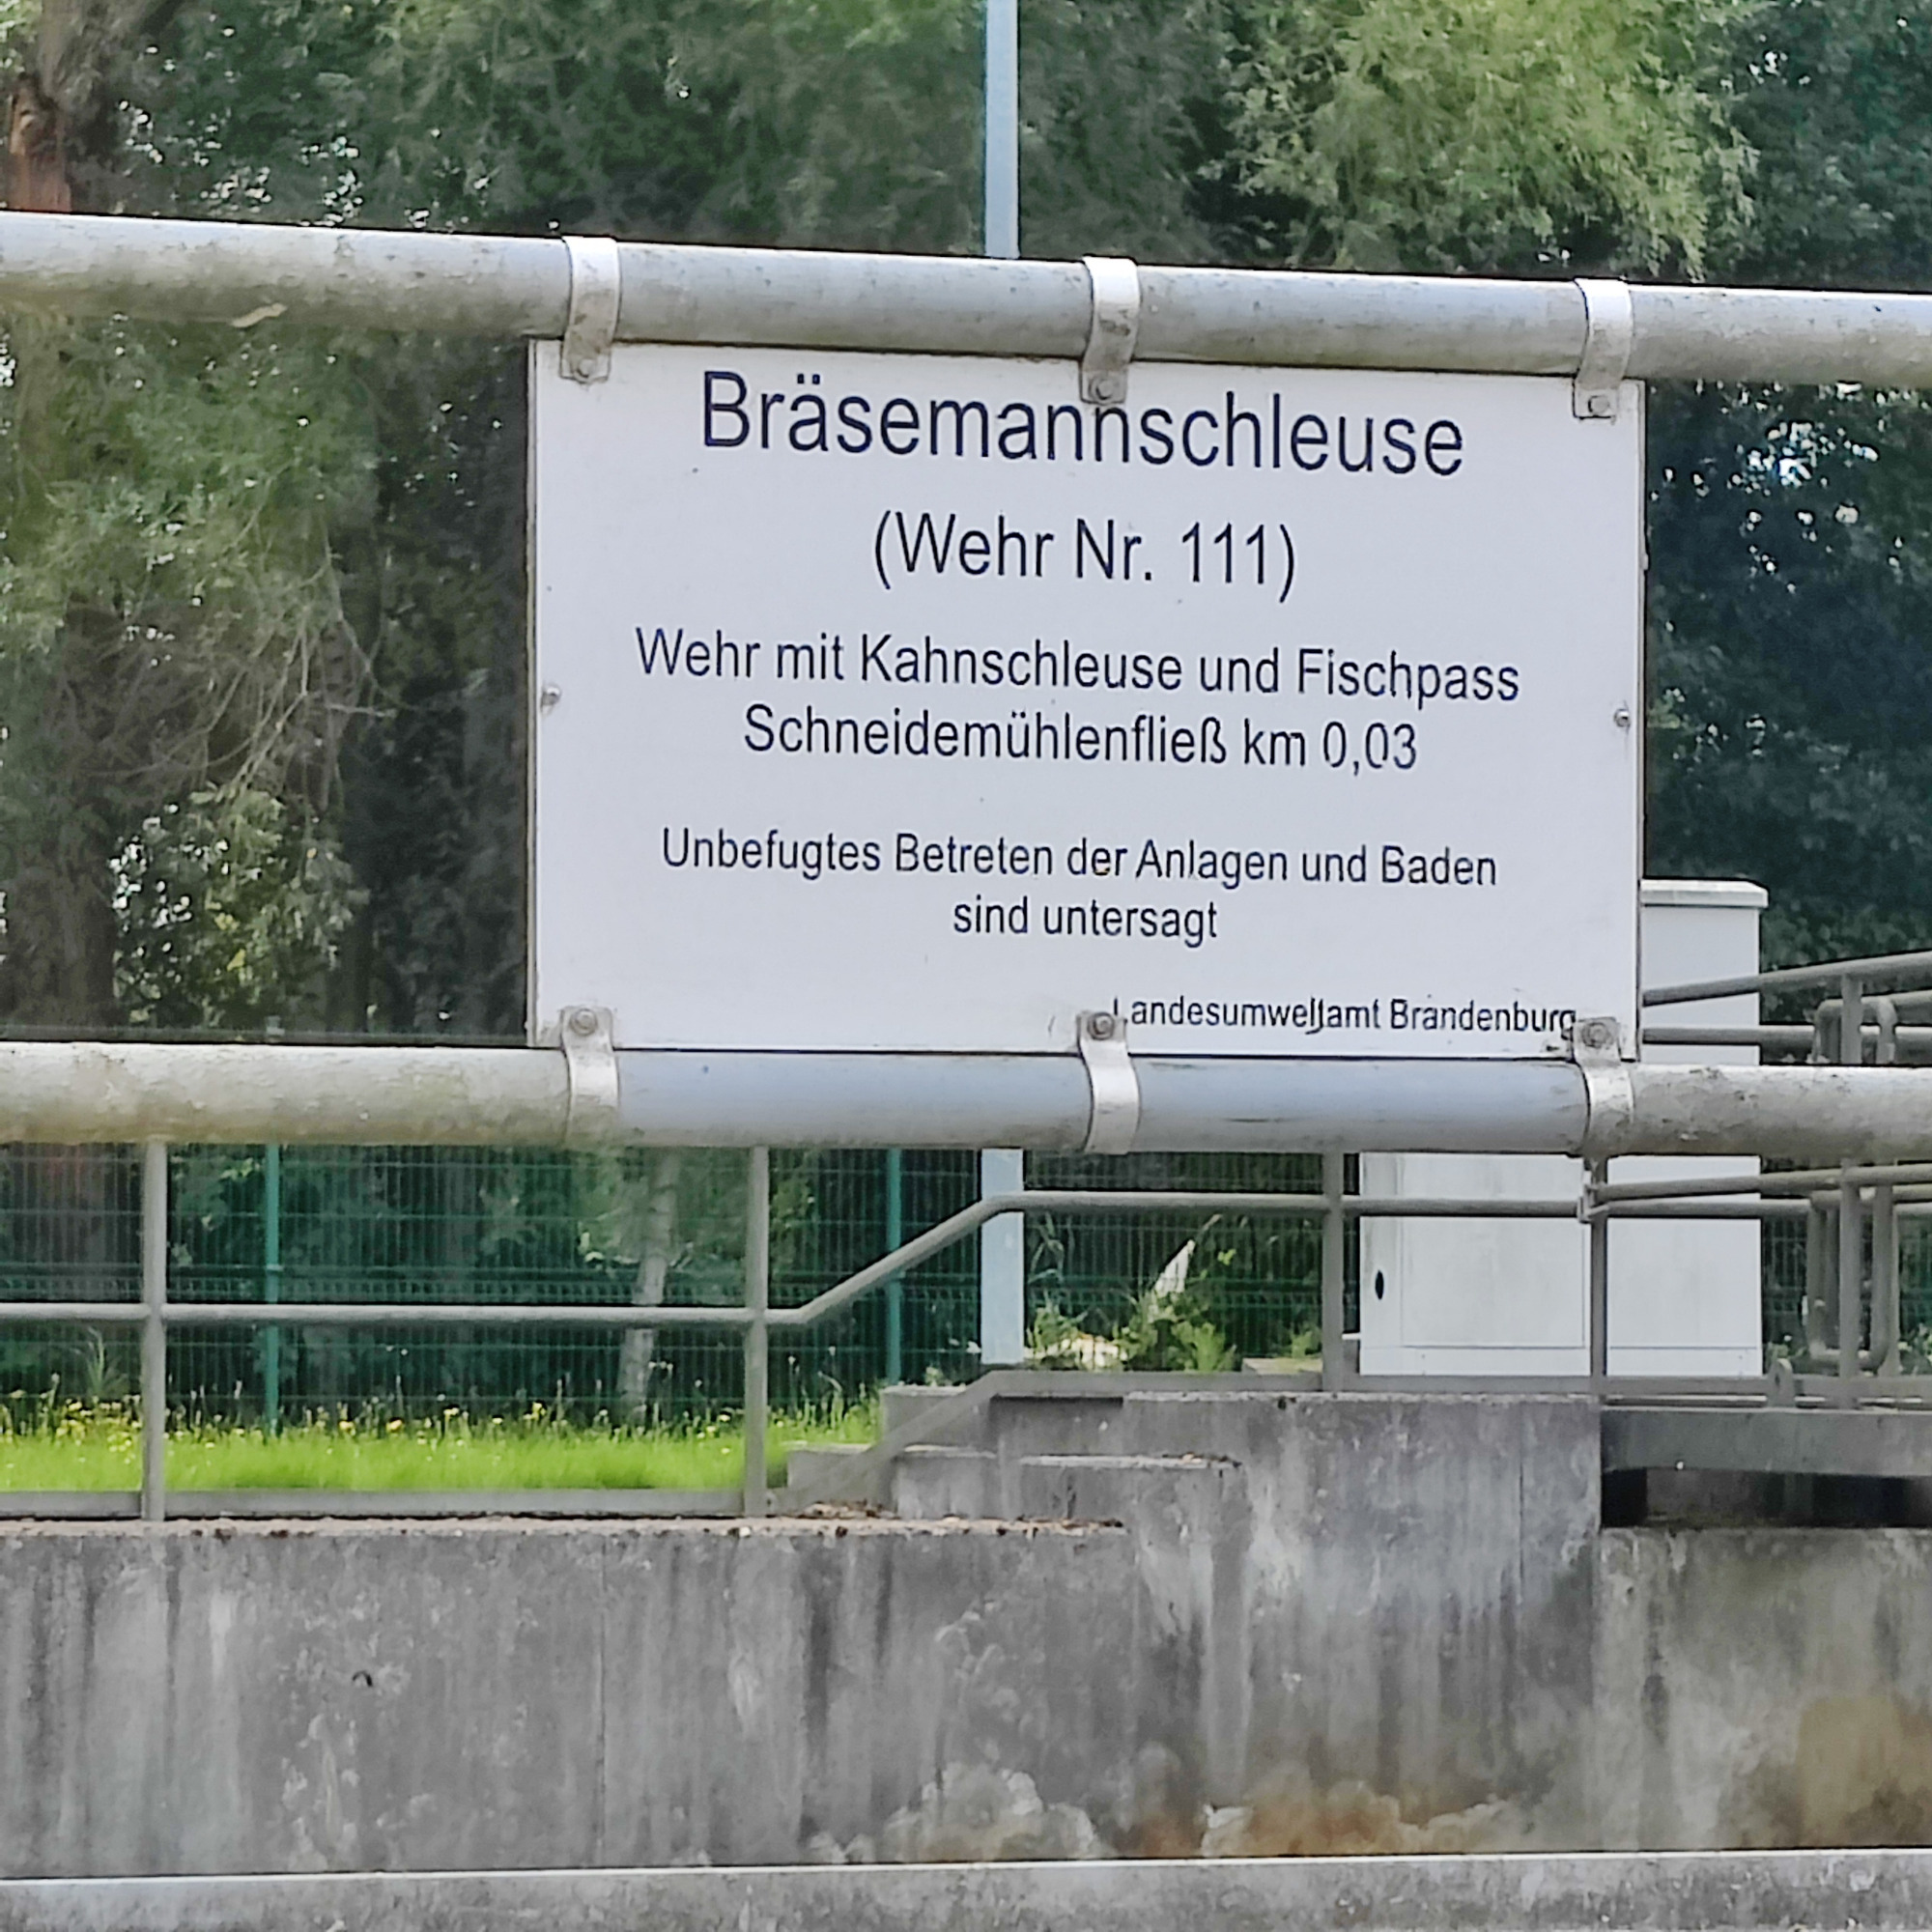 Bräsemannschleuse
(Wehr Nr. 111)
Wehr mit Kahnschleuse und Fischpass
Schneidemühlenfließ km 0,03
Unbefugtes Betreten der Anlagen und Baden
sind untersagt
Landesumweltamt Brandenburg